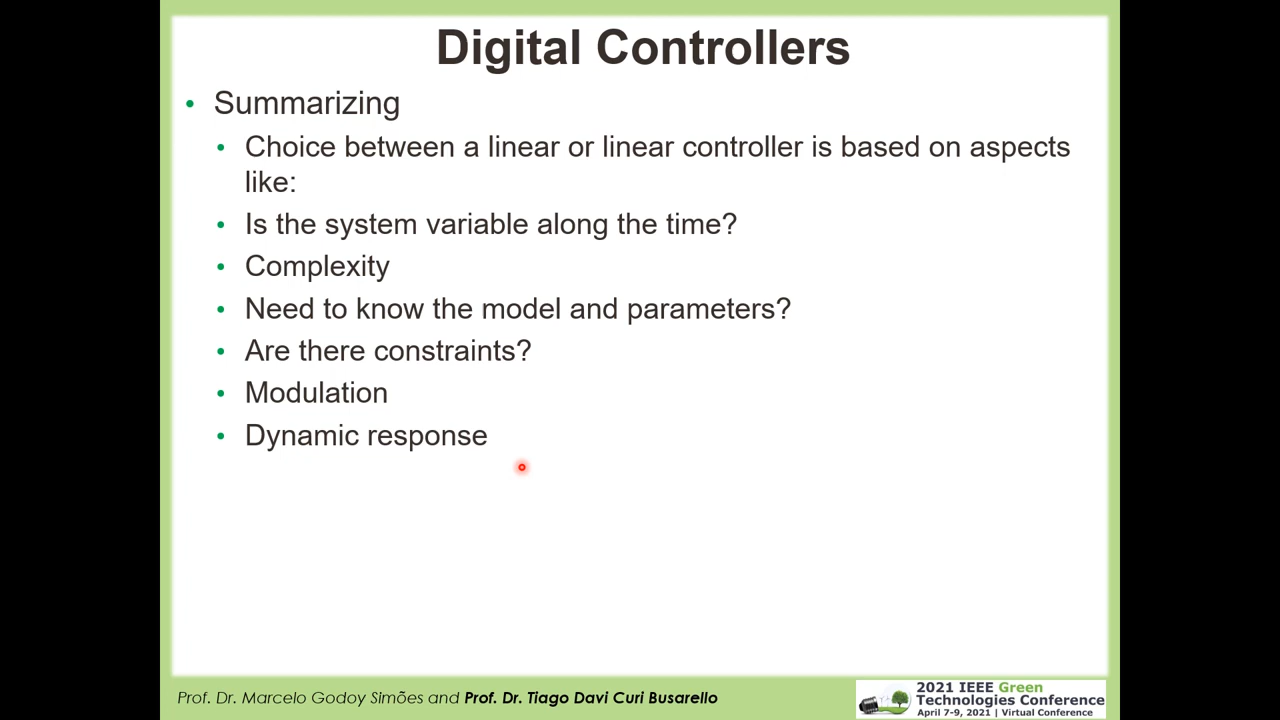 Digital Controllers
• Summarizing
• Choice between a linear or linear controller is based on aspects
like:
• Is the system variable along the time?
• Complexity
• Need to know the model and parameters?
• Are there constraints?
• Modulation
• Dynamic response
Prof. Dr. Marcelo Godoy Simões and Prof. Dr. Tiago Davi Curi Busarello
2021 IEEE Green
Technologies Conference
April 7-9, 2021 | Virtual Conference